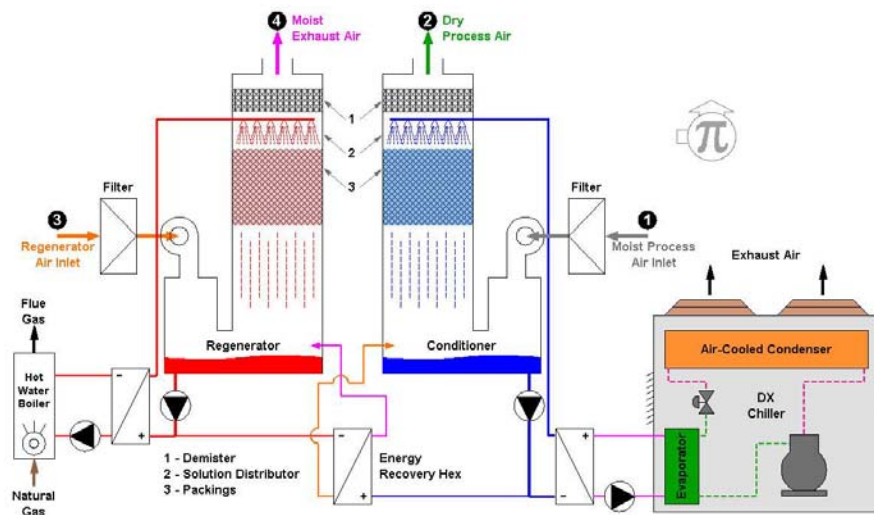 4
Moist
Exhaust Air
2
Dry
Process Air
1
2
3
π
Filter
Filter
3
Regenerator
Air Inlet
1
Moist Process
Air Inlet
Exhaust Air
Flue
Gas
Regenerator
Conditioner
Air-Cooled Condenser
Hot
Water
Boiler
-
+
DX
Chiller
-
+
+
-
Evaporator
1 - Demister
2 - Solution Distributor
3 - Packings
Energy
Recovery Hex
Natural
Gas